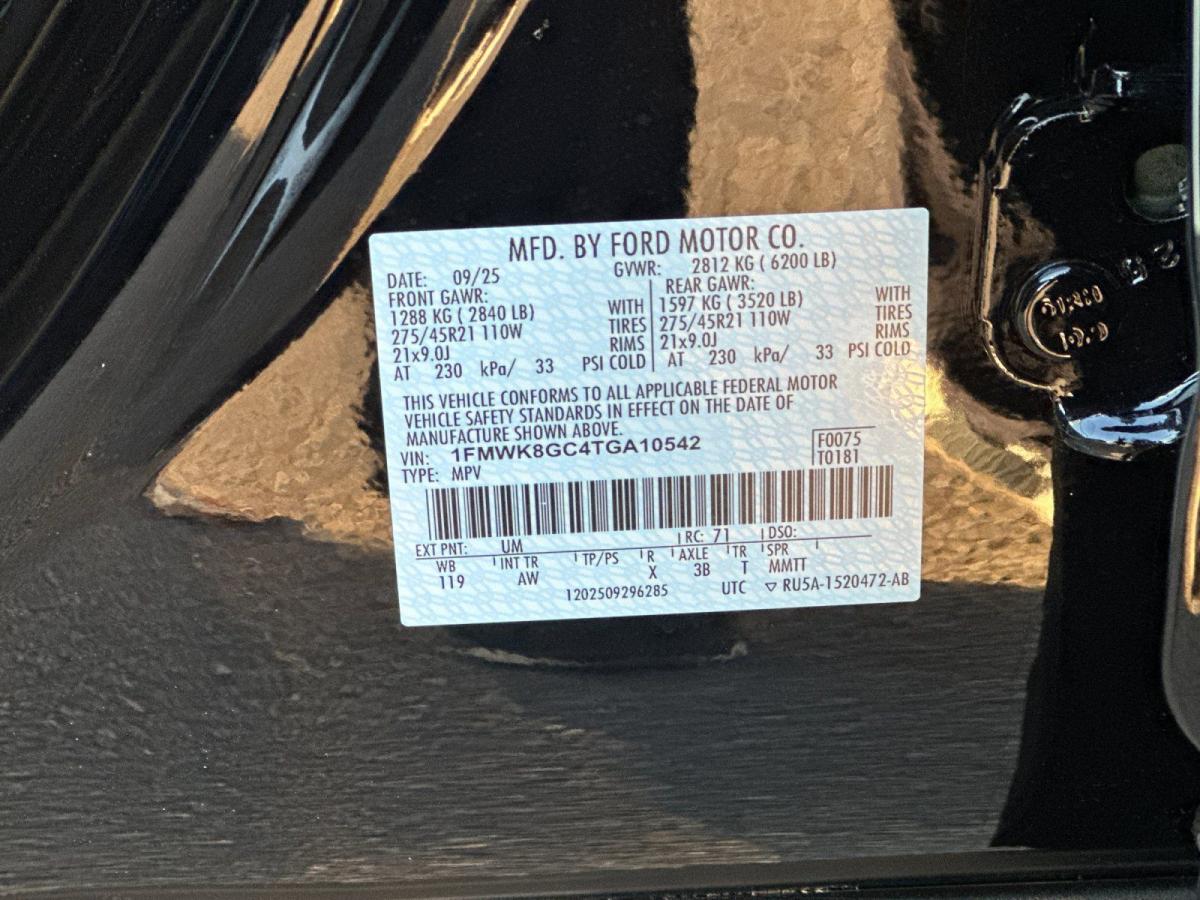 MFD. BY FORD MOTOR CO.
DATE: 09/25 GVWR: 2812 KG ( 6200 LB)
FRONT GAWR: REAR GAWR:
1288 KG ( 2840 LB) WITH 1597 KG ( 3520 LB) WITH
275/45R21 110W TIRES 275/45R21 110W TIRES
21x9.0J RIMS 21x9.0J RIMS
AT 230 kPa/ 33 PSI COLD AT 230 kPa/ 33 PSI COLD
THIS VEHICLE CONFORMS TO ALL APPLICABLE FEDERAL MOTOR
VEHICLE SAFETY STANDARDS IN EFFECT ON THE DATE OF
MANUFACTURE SHOWN ABOVE.
VIN: 1FMWK8GC4TGA10542 F0075
TYPE: MPV T0181
EXT PNT: UM RC: 71 DSO:
WB INT TR TP/PS R AXLE TR SPR
119 AW X 3B T MMTT
1202509296285 UTC ▽ RU5A-1520472-AB